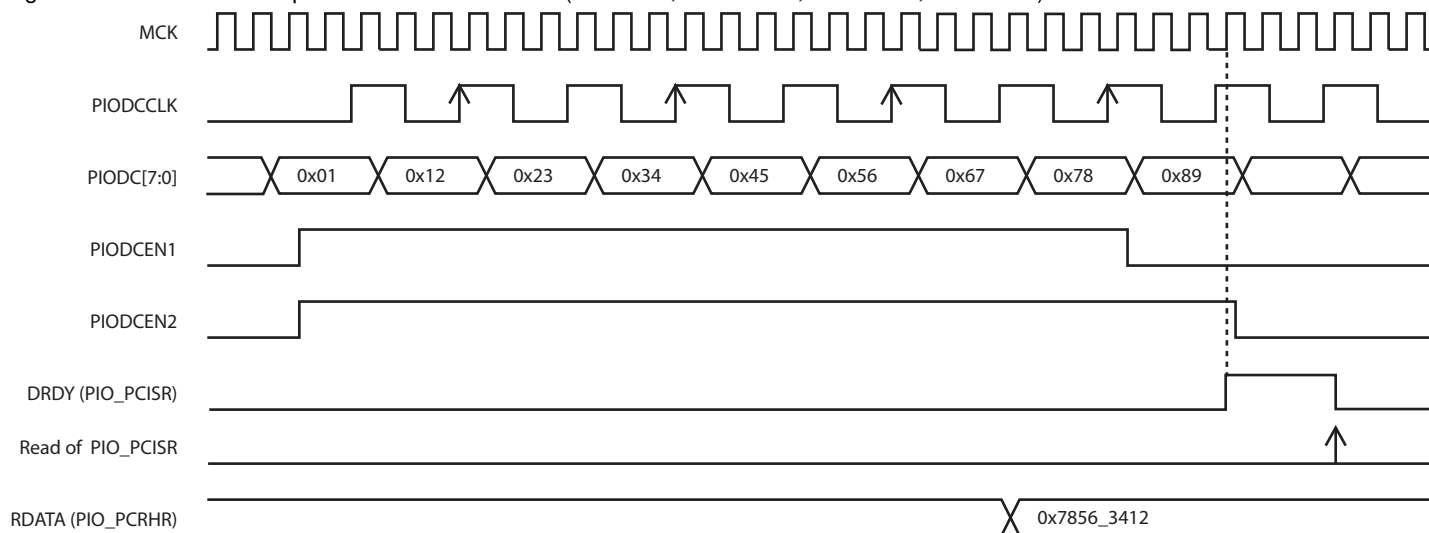 MCK
PIODCCLK
PIODC[7:0] 0x01 0x12 0x23 0x34 0x45 0x56 0x67 0x78 0x89
PIODCEN1
PIODCEN2
DRDY (PIO_PCISR)
Read of PIO_PCISR
RDATA (PIO_PCRHR) 0x7856_3412